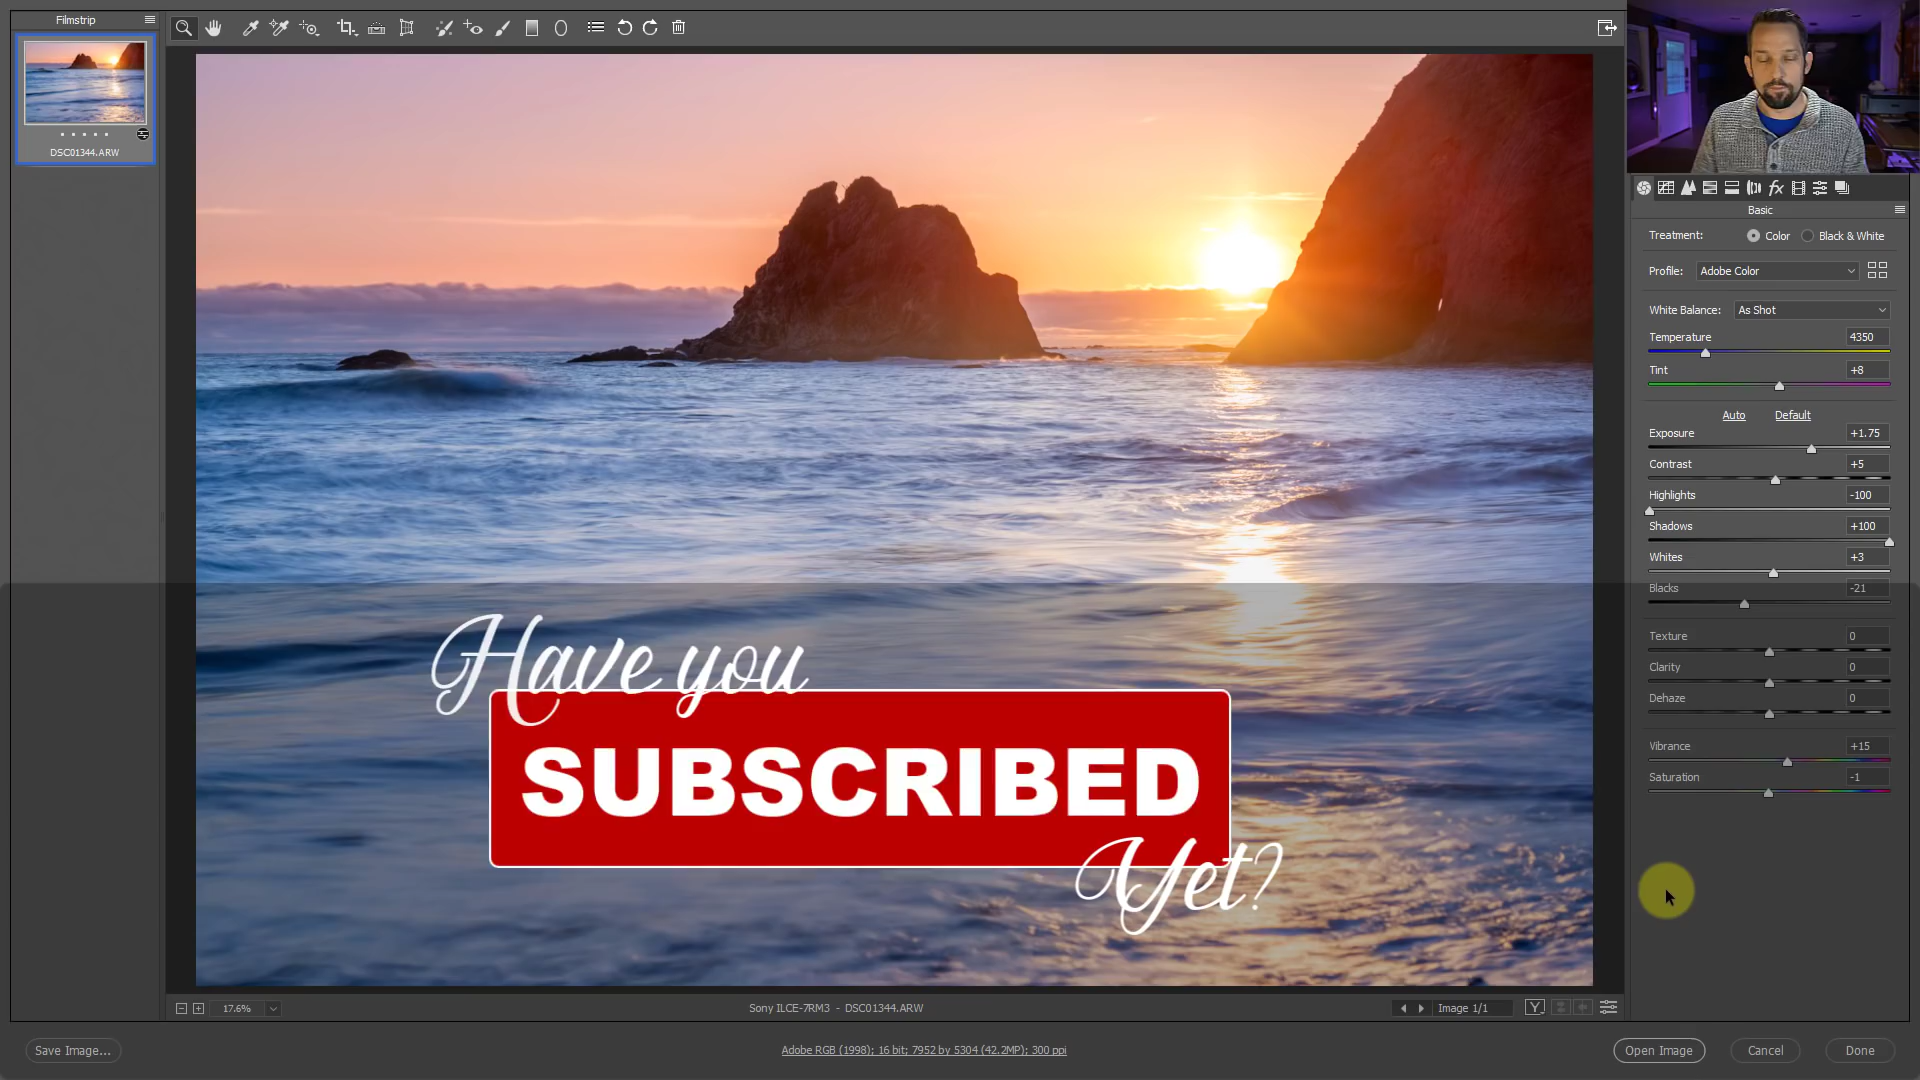 Filmstrip
DSC01344.ARW
Basic
Treatment: Color Black & White
Profile: Adobe Color
White Balance: As Shot
Temperature 4350
Tint +8
Auto Default
Exposure +1.75
Contrast +5
Highlights -100
Shadows +100
Whites +3
Blacks -21
Texture 0
Clarity 0
Dehaze 0
Vibrance +15
Saturation -1
Have you
SUBSCRIBED
Yet?
17.6% Sony ILCE-7RM3 - DSC01344.ARW Image 1/1 Y
Save Image... Adobe RGB (1998); 16 bit; 7952 by 5304 (42.2MP); 300 ppi Open Image Cancel Done